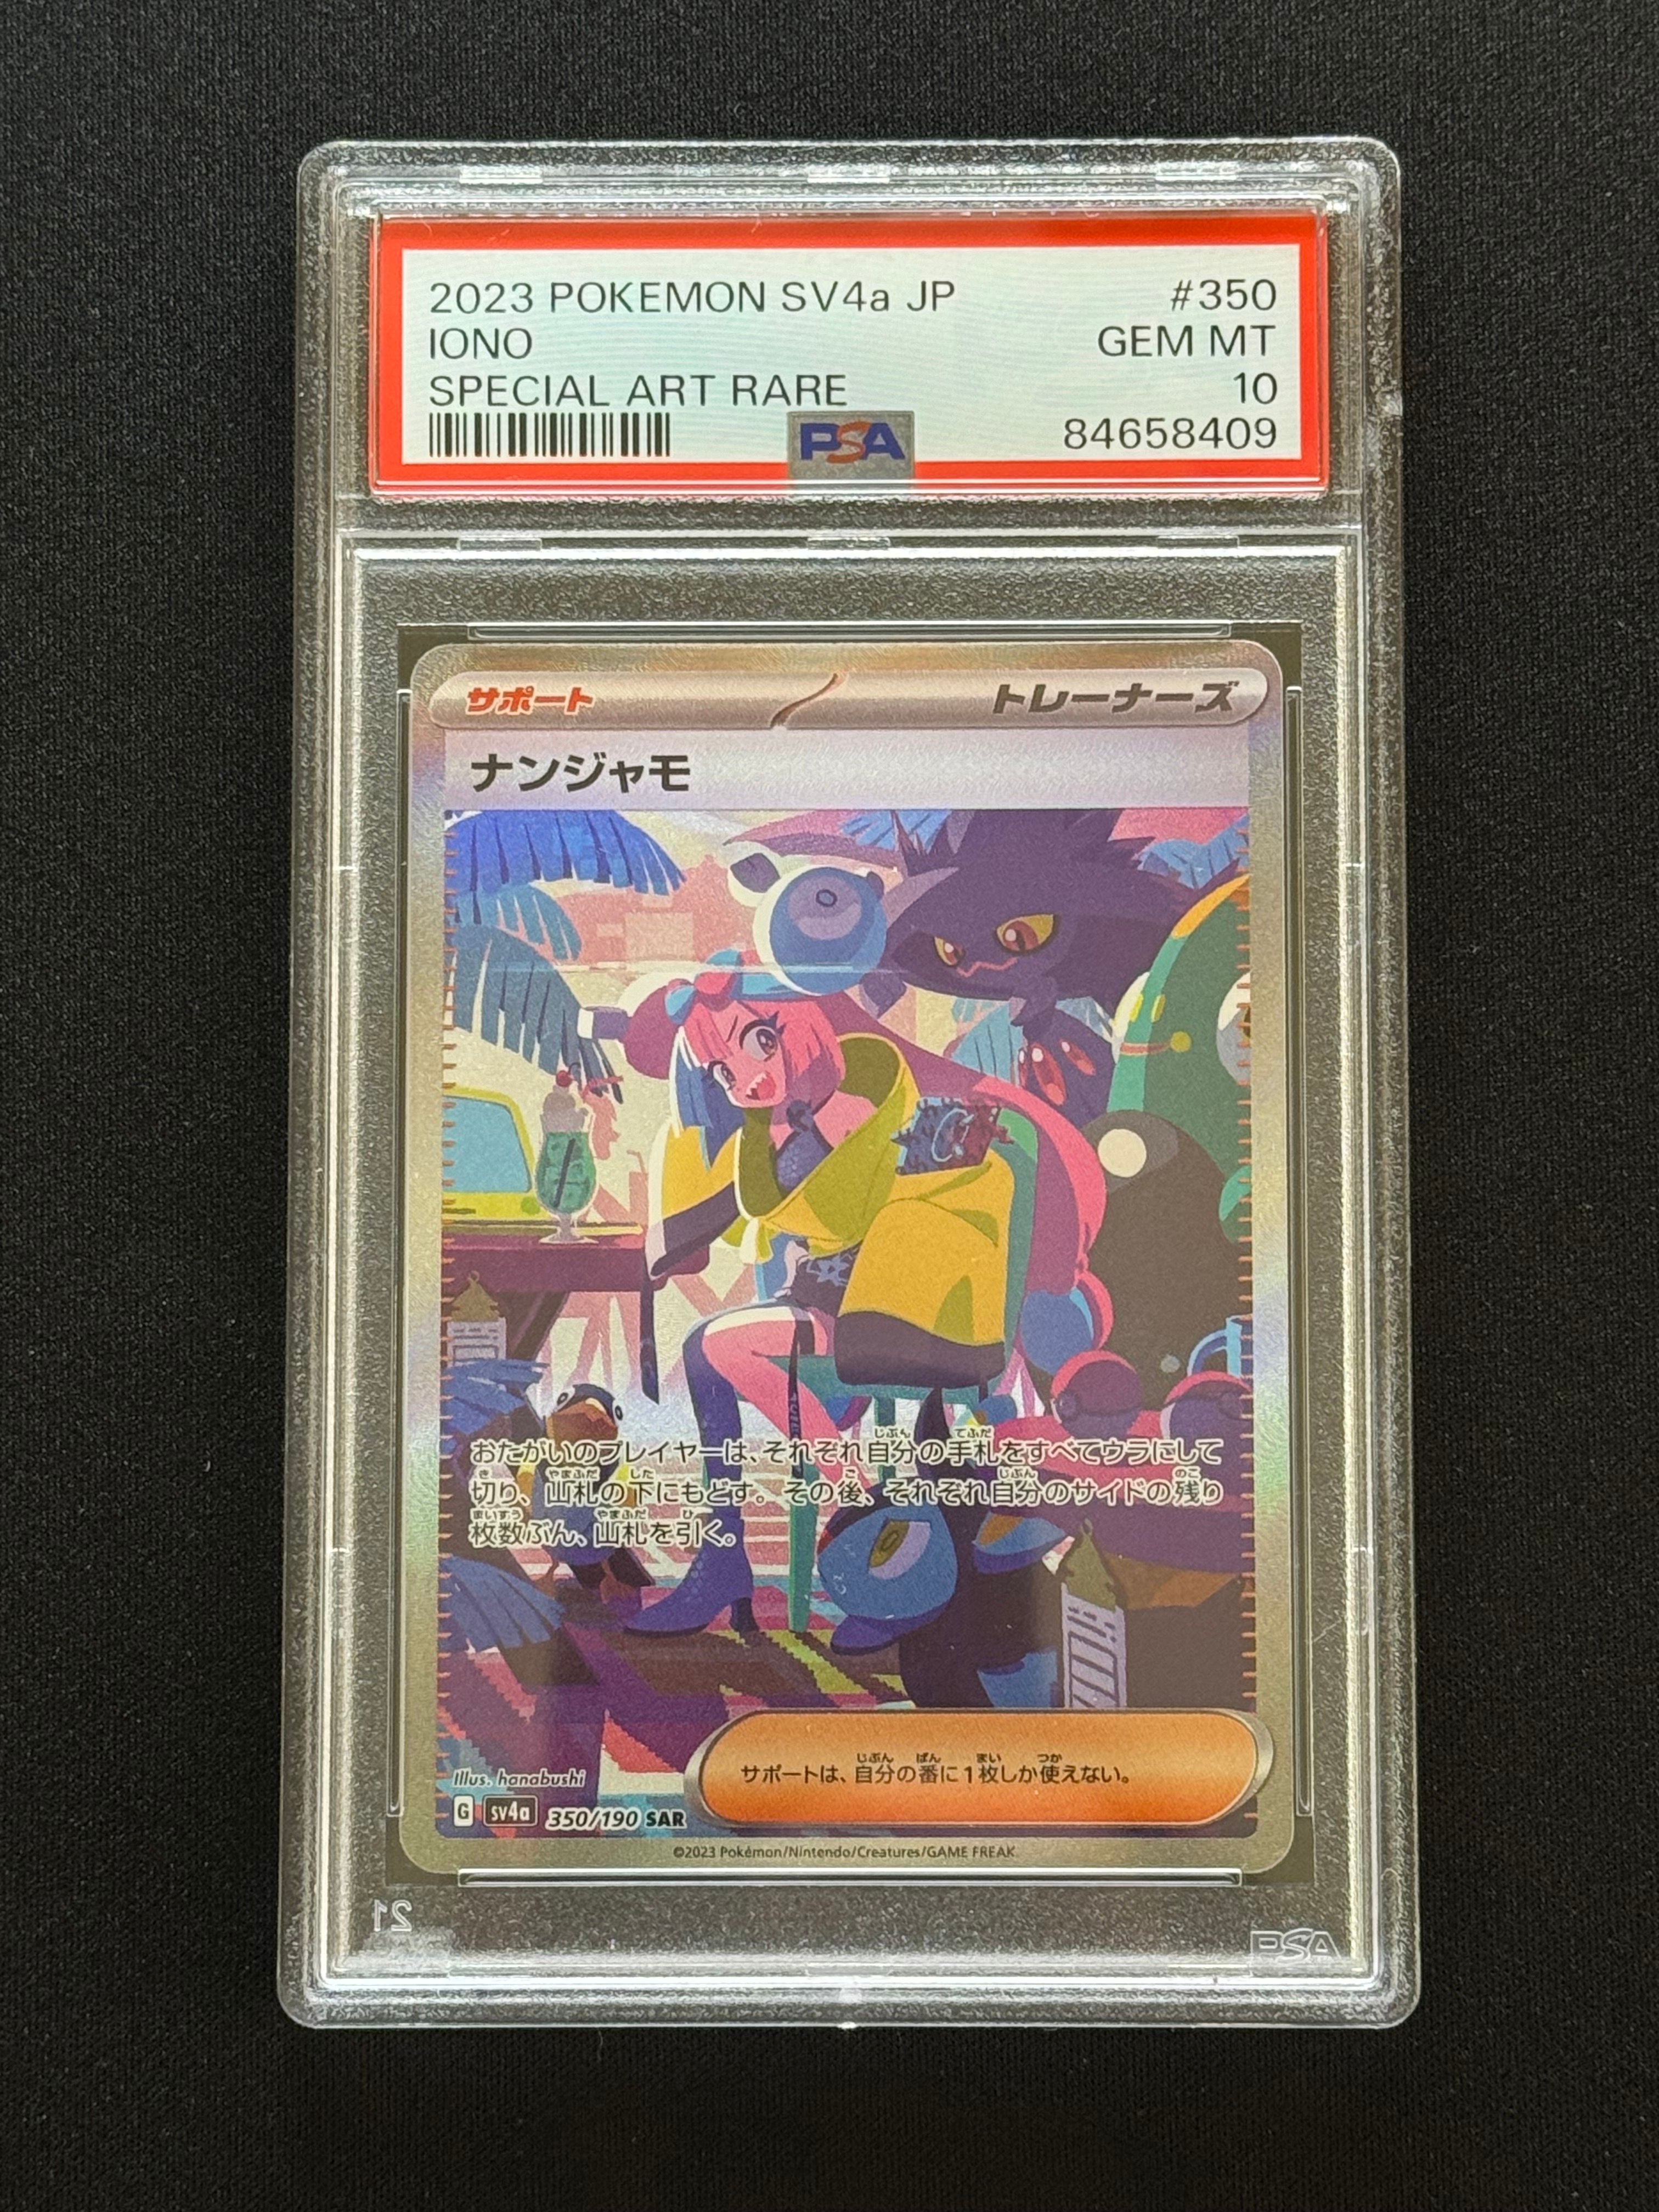 2023 POKEMON SV4a JP #350
IONO GEM MT
SPECIAL ART RARE 10
PSA 84658409
サポート トレーナーズ
ナンジャモ
おたがいのプレイヤーは、それぞれ自分の手札をすべてウラにして
切り、山札の下にもどす。その後、それぞれ自分のサイドの残り
枚数ぶん、山札を引く。
サポートは、自分の番に1枚しか使えない。
Illus. hanabushi
G sv4a 350/190 SAR
©2023 Pokémon/Nintendo/Creatures/GAME FREAK
21 PSA